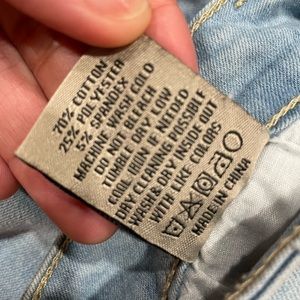 70% COTTON
25% POLYESTER
5% SPANDEX
MACHINE WASH COLD
DO NOT BLEACH
TUMBLE DRY LOW
COOL IRON IF NEEDED
DRY CLEANING POSSIBLE
WASH & DRY INSIDE OUT
WITH LIKE COLORS
MADE IN CHINA